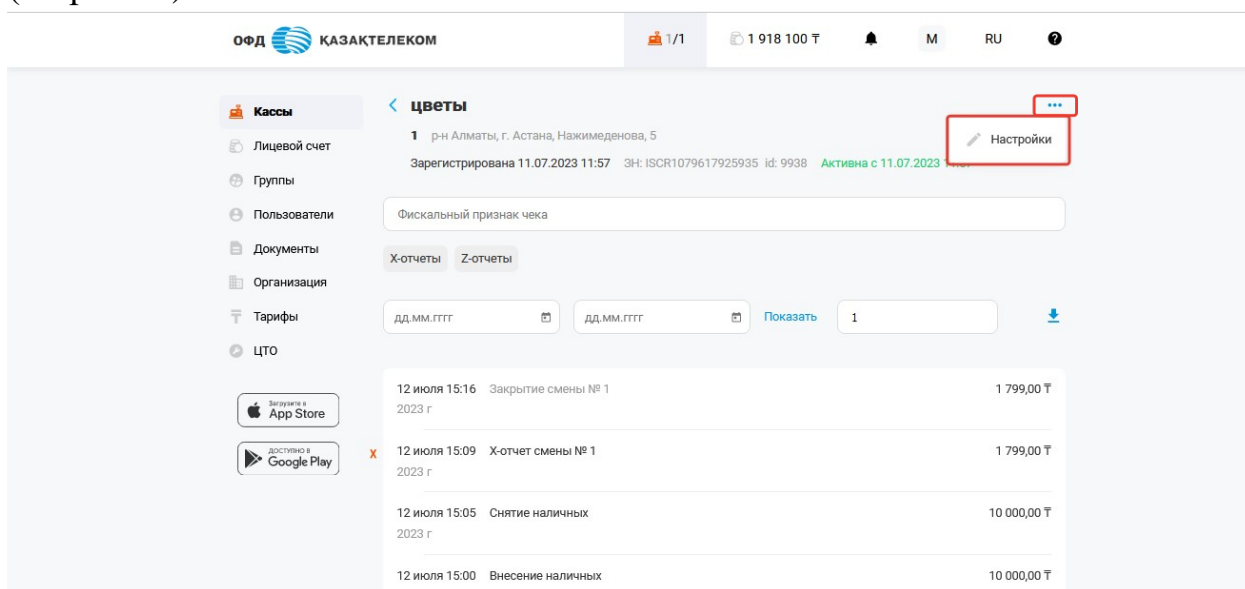 ОФД ҚАЗАҚТЕЛЕКОМ 1/1 1 918 100 ₸ M RU
Кассы
Лицевой счет
Группы
Пользователи
Документы
Организация
Тарифы
ЦТО
Загрузите в
App Store
ДОСТУПНО В
Google Play
цветы
1 р-н Алматы, г. Астана, Нажимеденова, 5
Настройки
Зарегистрирована 11.07.2023 11:57 ЗН: ISCR1079617925935 id: 9938 Активна с 11.07.2023
Фискальный признак чека
X-отчеты Z-отчеты
дд.мм.гггг дд.мм.гггг Показать 1
12 июля 15:16 Закрытие смены № 1 1 799,00 ₸
2023 г
X 12 июля 15:09 X-отчет смены № 1 1 799,00 ₸
2023 г
12 июля 15:05 Снятие наличных 10 000,00 ₸
2023 г
12 июля 15:00 Внесение наличных 10 000,00 ₸